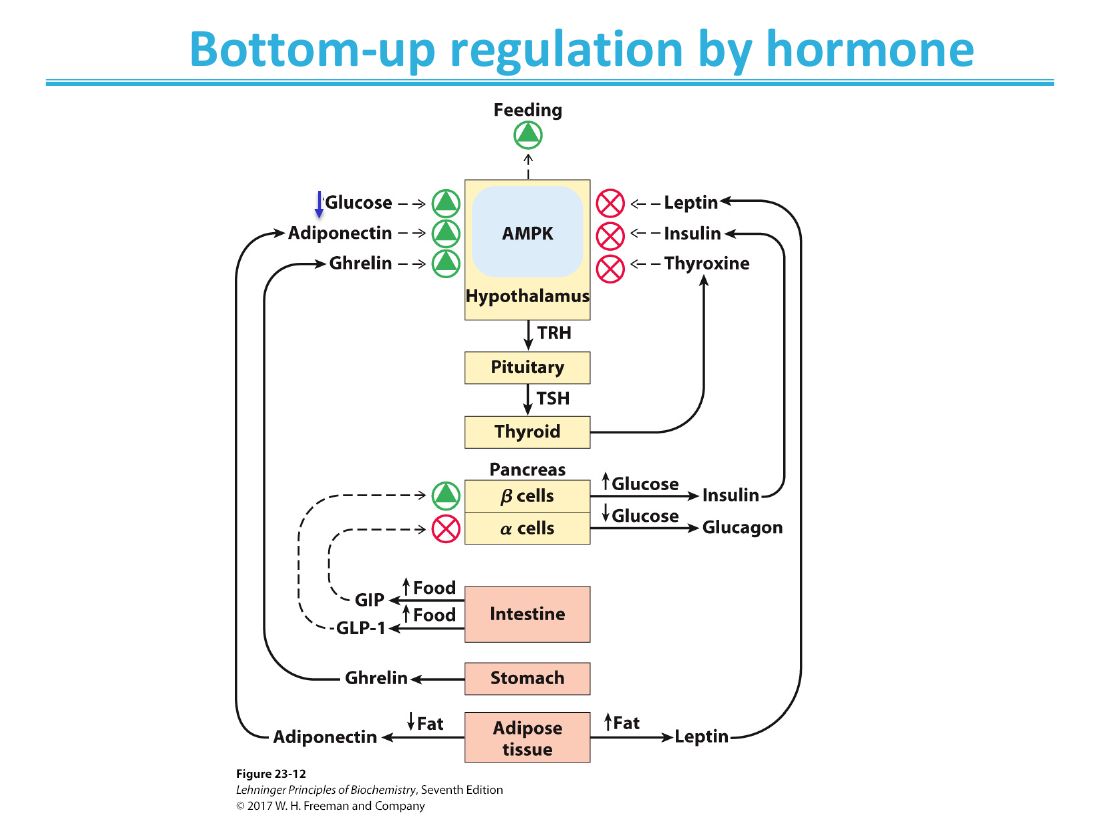 Bottom-up regulation by hormone
Feeding
Glucose
Adiponectin
Ghrelin
AMPK
Hypothalamus
Leptin
Insulin
Thyroxine
TRH
Pituitary
TSH
Thyroid
Pancreas
β cells
α cells
↑Glucose
Insulin
↓Glucose
Glucagon
↑Food
GIP
↑Food
GLP-1
Intestine
Ghrelin
Stomach
↓Fat
Adiponectin
Adipose
tissue
↑Fat
Leptin
Figure 23-12
Lehninger Principles of Biochemistry, Seventh Edition
© 2017 W. H. Freeman and Company